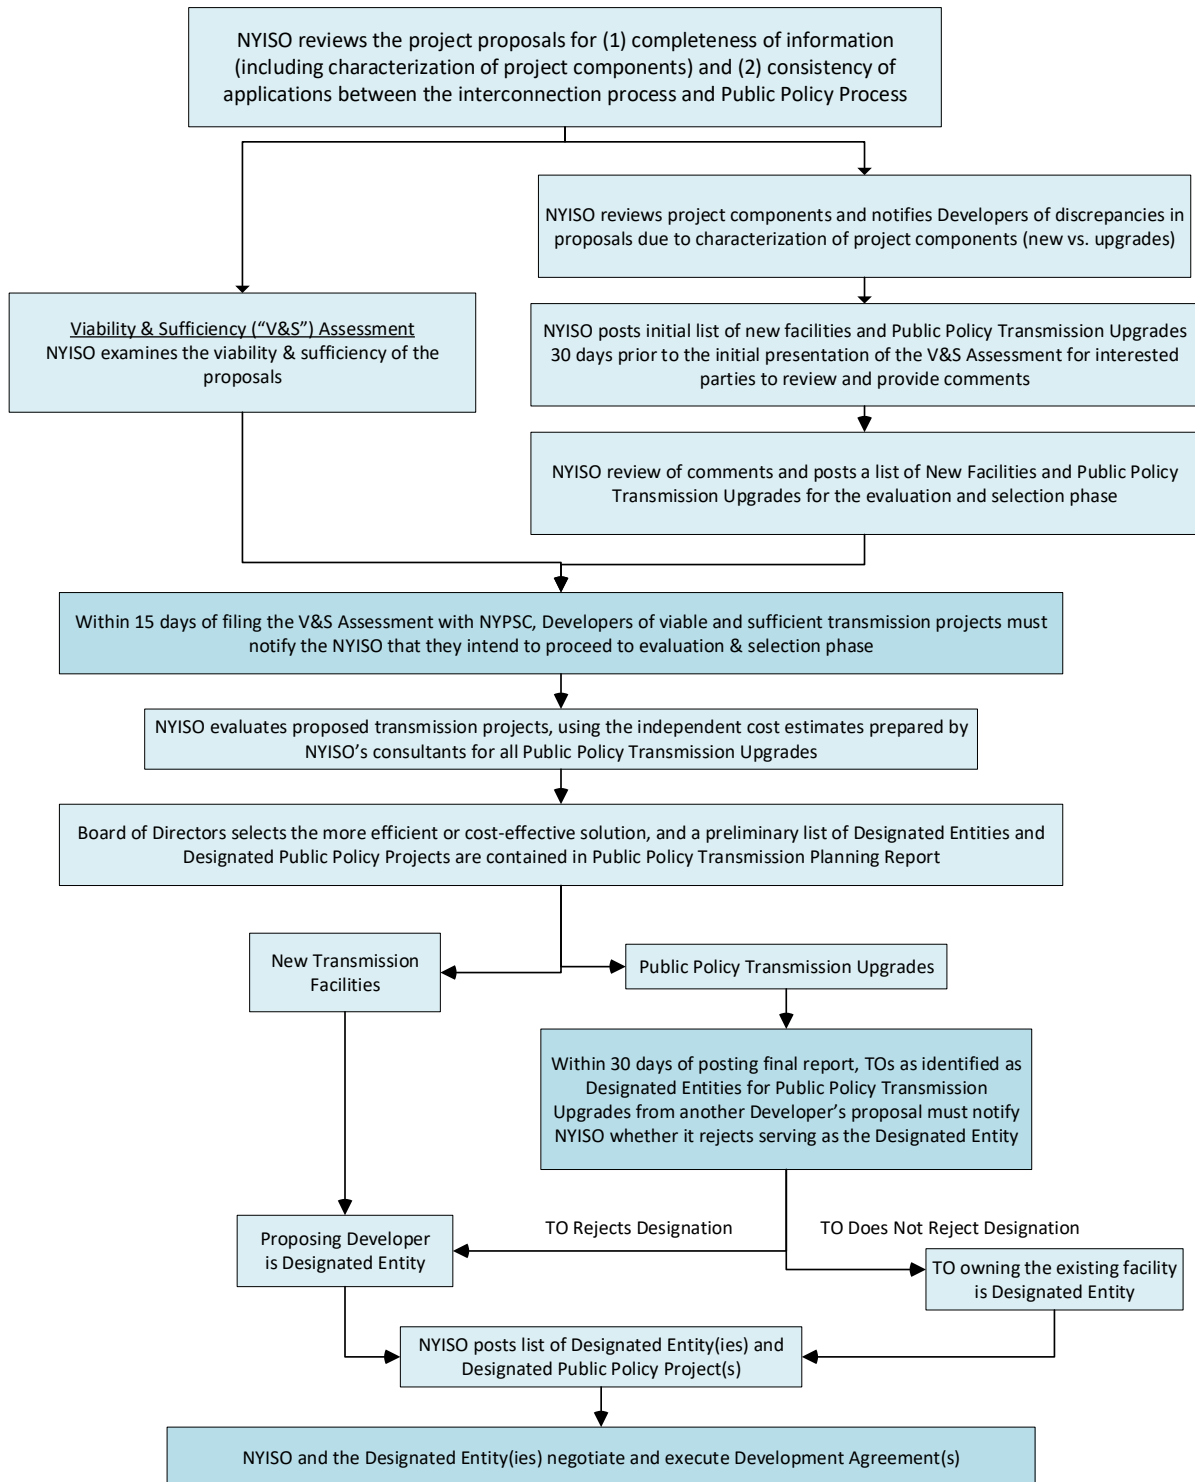 NYISO reviews the project proposals for (1) completeness of information
(including characterization of project components) and (2) consistency of
applications between the interconnection process and Public Policy Process
NYISO reviews project components and notifies Developers of discrepancies in
proposals due to characterization of project components (new vs. upgrades)
Viability & Sufficiency (“V&S”) Assessment
NYISO examines the viability & sufficiency of the
proposals
NYISO posts initial list of new facilities and Public Policy Transmission Upgrades
30 days prior to the initial presentation of the V&S Assessment for interested
parties to review and provide comments
NYISO review of comments and posts a list of New Facilities and Public Policy
Transmission Upgrades for the evaluation and selection phase
Within 15 days of filing the V&S Assessment with NYPSC, Developers of viable and sufficient transmission projects must
notify the NYISO that they intend to proceed to evaluation & selection phase
NYISO evaluates proposed transmission projects, using the independent cost estimates prepared by
NYISO’s consultants for all Public Policy Transmission Upgrades
Board of Directors selects the more efficient or cost-effective solution, and a preliminary list of Designated Entities and
Designated Public Policy Projects are contained in Public Policy Transmission Planning Report
New Transmission
Facilities
Public Policy Transmission Upgrades
Within 30 days of posting final report, TOs as identified as
Designated Entities for Public Policy Transmission
Upgrades from another Developer’s proposal must notify
NYISO whether it rejects serving as the Designated Entity
TO Rejects Designation
TO Does Not Reject Designation
Proposing Developer
is Designated Entity
TO owning the existing facility
is Designated Entity
NYISO posts list of Designated Entity(ies) and
Designated Public Policy Project(s)
NYISO and the Designated Entity(ies) negotiate and execute Development Agreement(s)